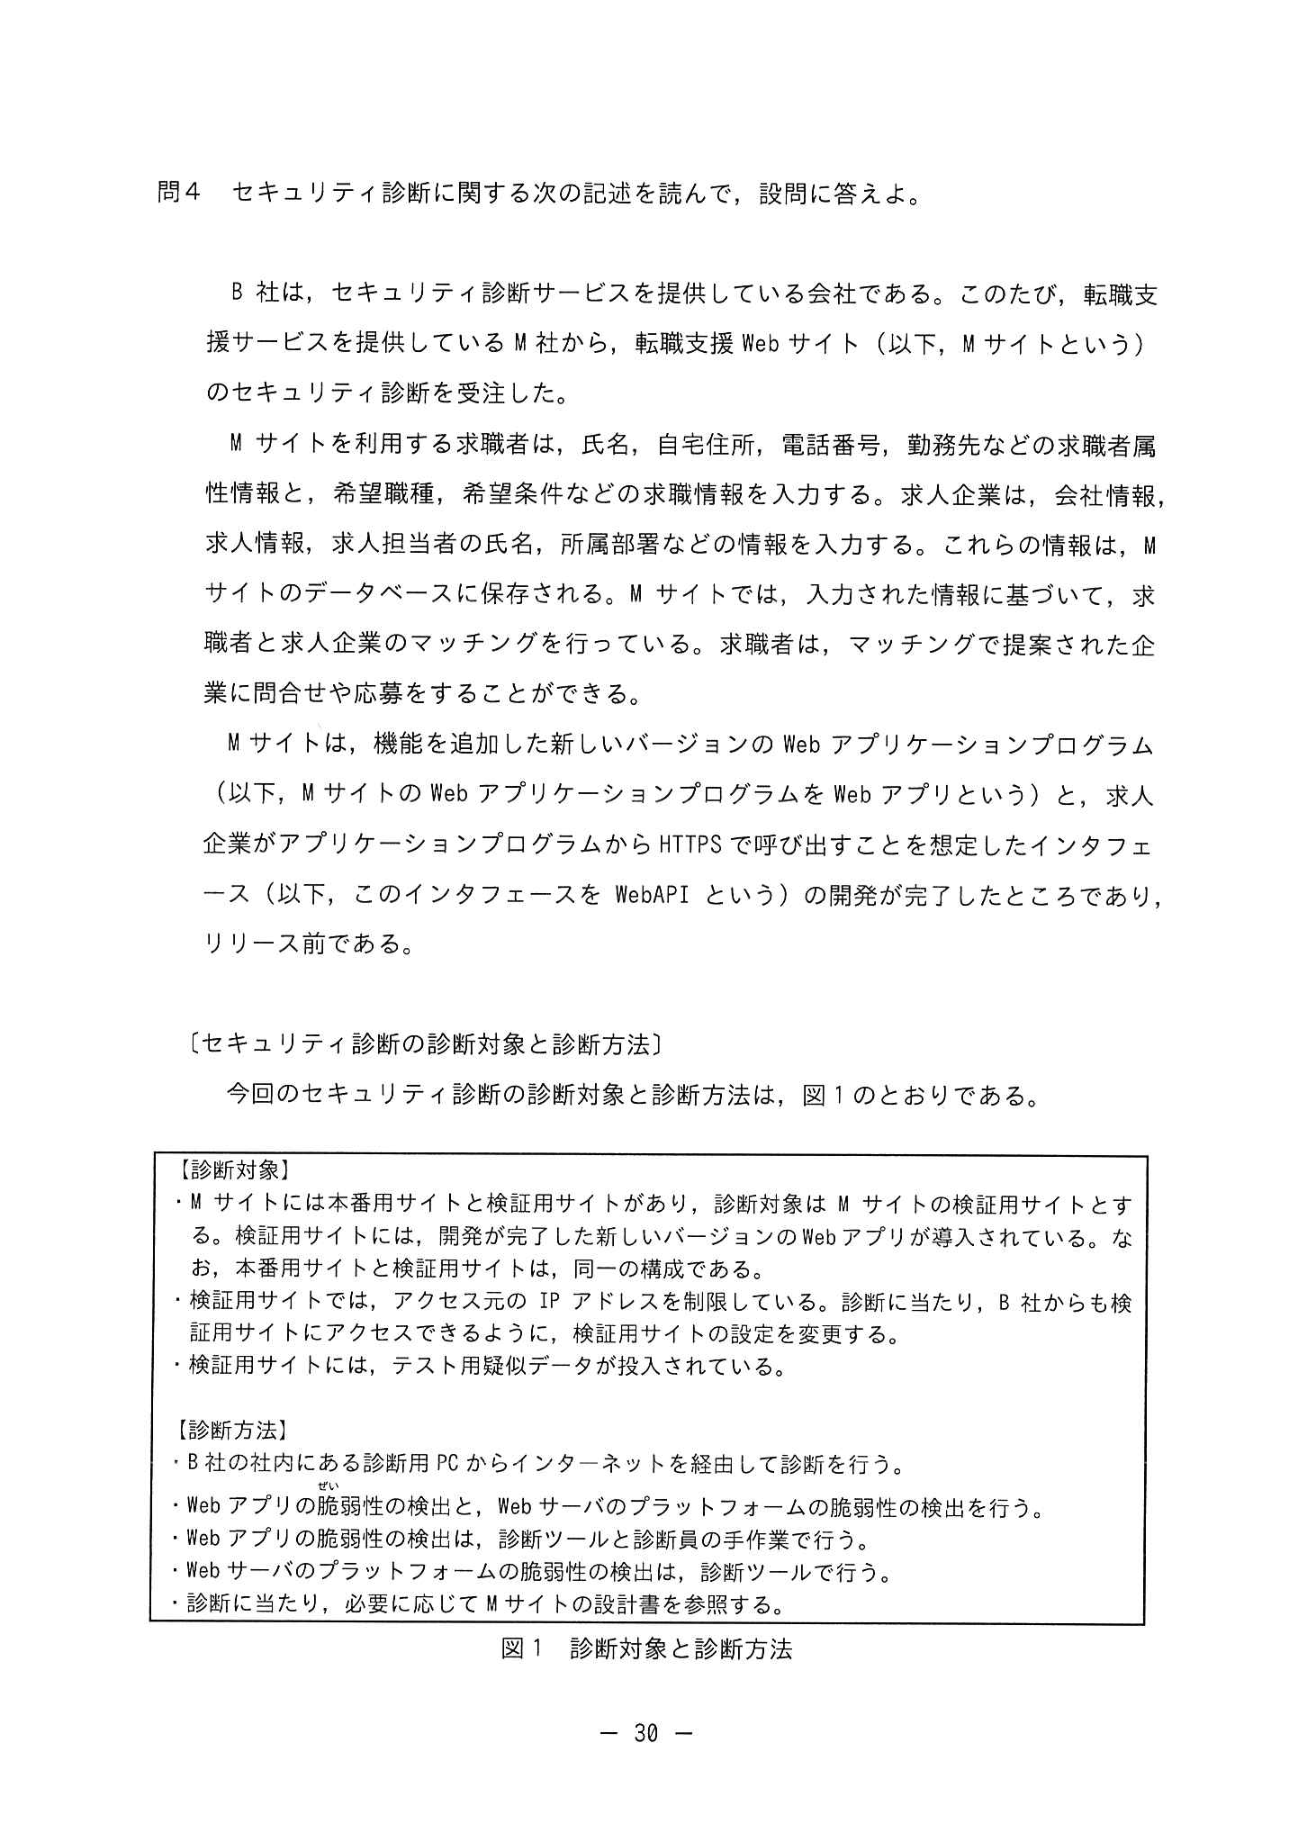 問4 セキュリティ診断に関する次の記述を読んで，設問に答えよ。
B 社は，セキュリティ診断サービスを提供している会社である。このたび，転職支
援サービスを提供している M 社から，転職支援 Web サイト（以下，M サイトという）
のセキュリティ診断を受注した。
M サイトを利用する求職者は，氏名，自宅住所，電話番号，勤務先などの求職者属
性情報と，希望職種，希望条件などの求職情報を入力する。求人企業は，会社情報，
求人情報，求人担当者の氏名，所属部署などの情報を入力する。これらの情報は，M
サイトのデータベースに保存される。M サイトでは，入力された情報に基づいて，求
職者と求人企業のマッチングを行っている。求職者は，マッチングで提案された企
業に問合せや応募をすることができる。
M サイトは，機能を追加した新しいバージョンの Web アプリケーションプログラム
（以下，M サイトの Web アプリケーションプログラムを Web アプリという）と，求人
企業がアプリケーションプログラムから HTTPS で呼び出すことを想定したインタフェ
ース（以下，このインタフェースを WebAPI という）の開発が完了したところであり，
リリース前である。
〔セキュリティ診断の診断対象と診断方法〕
今回のセキュリティ診断の診断対象と診断方法は，図 1 のとおりである。
【診断対象】
・M サイトには本番用サイトと検証用サイトがあり，診断対象は M サイトの検証用サイトとす
る。検証用サイトには，開発が完了した新しいバージョンの Web アプリが導入されている。な
お，本番用サイトと検証用サイトは，同一の構成である。
・検証用サイトでは，アクセス元の IP アドレスを制限している。診断に当たり，B 社からも検
証用サイトにアクセスできるように，検証用サイトの設定を変更する。
・検証用サイトには，テスト用疑似データが投入されている。
【診断方法】
・B 社の社内にある診断用 PC からインターネットを経由して診断を行う。
ぜい
・Web アプリの脆弱性の検出と，Web サーバのプラットフォームの脆弱性の検出を行う。
・Web アプリの脆弱性の検出は，診断ツールと診断員の手作業で行う。
・Web サーバのプラットフォームの脆弱性の検出は，診断ツールで行う。
・診断に当たり，必要に応じて M サイトの設計書を参照する。
図 1 診断対象と診断方法
— 30 —